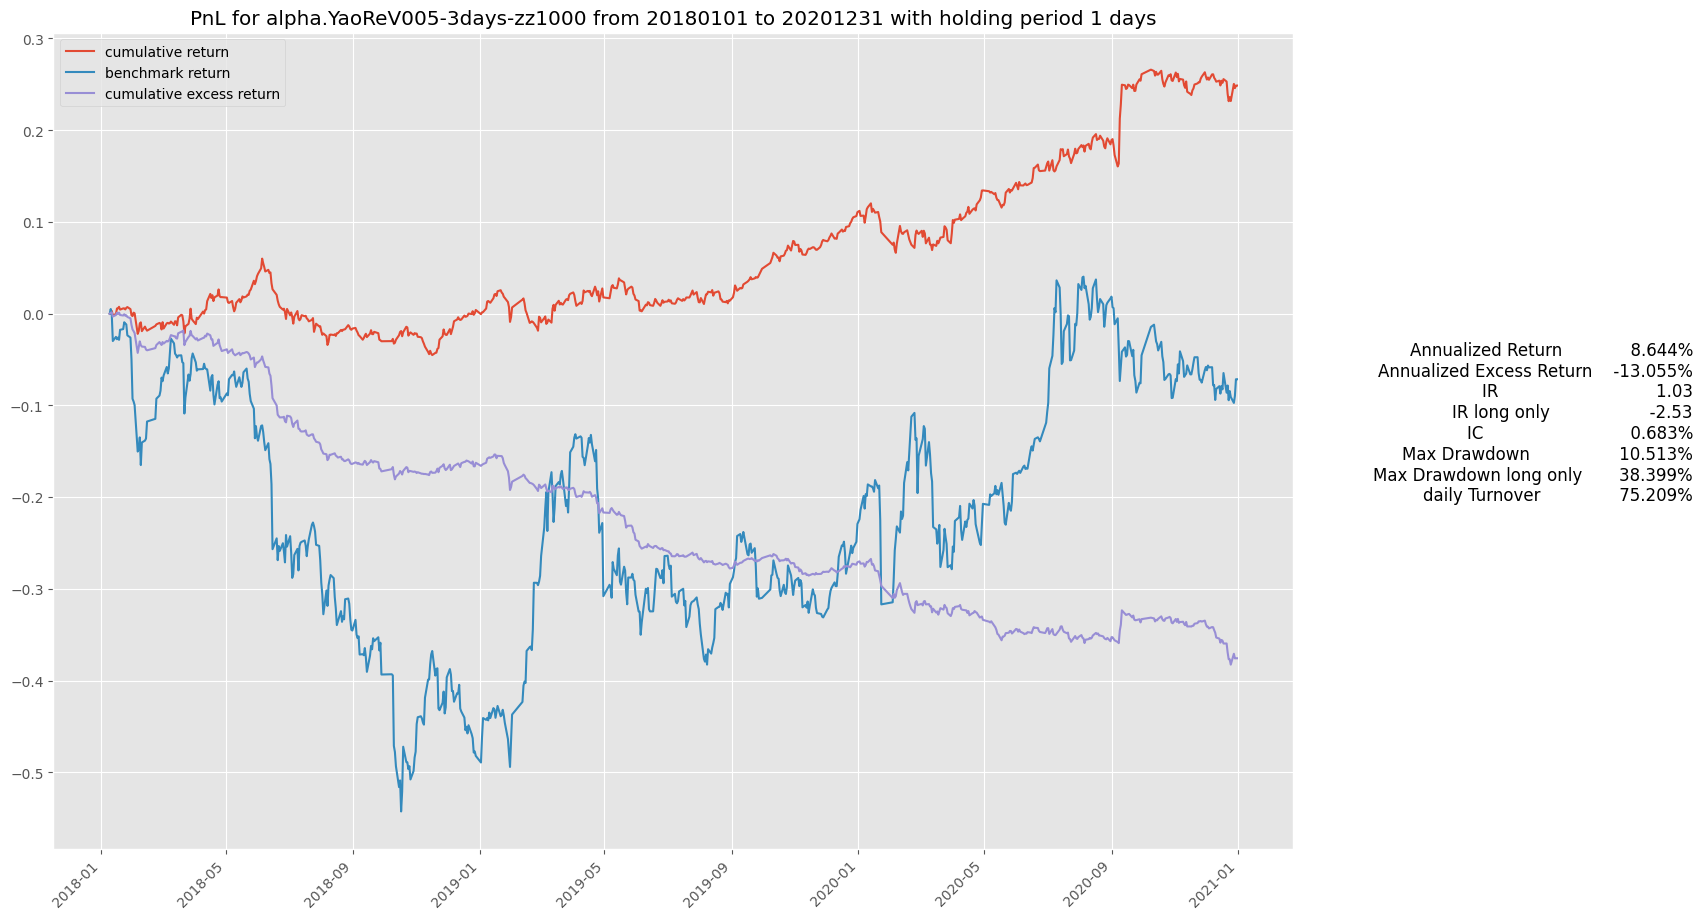 PnL for alpha.YaoReV005-3days-zz1000 from 20180101 to 20201231 with holding period 1 days
cumulative return
benchmark return
cumulative excess return
0.3
0.2
0.1
0.0
−0.1
−0.2
−0.3
−0.4
−0.5
2018-01
2018-05
2018-09
2019-01
2019-05
2019-09
2020-01
2020-05
2020-09
2021-01
Annualized Return 8.644%
Annualized Excess Return -13.055%
IR 1.03
IR long only -2.53
IC 0.683%
Max Drawdown 10.513%
Max Drawdown long only 38.399%
daily Turnover 75.209%